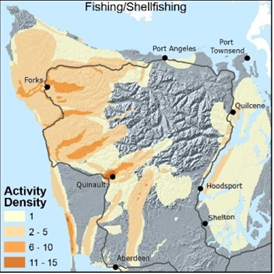 Fishing/Shellfishing
Port
Townsend
Port Angeles
Forks
Quilcene
Quinault
Hoodsport
Shelton
Aberdeen
Activity
Density
1
2 - 5
6 - 10
11 - 15